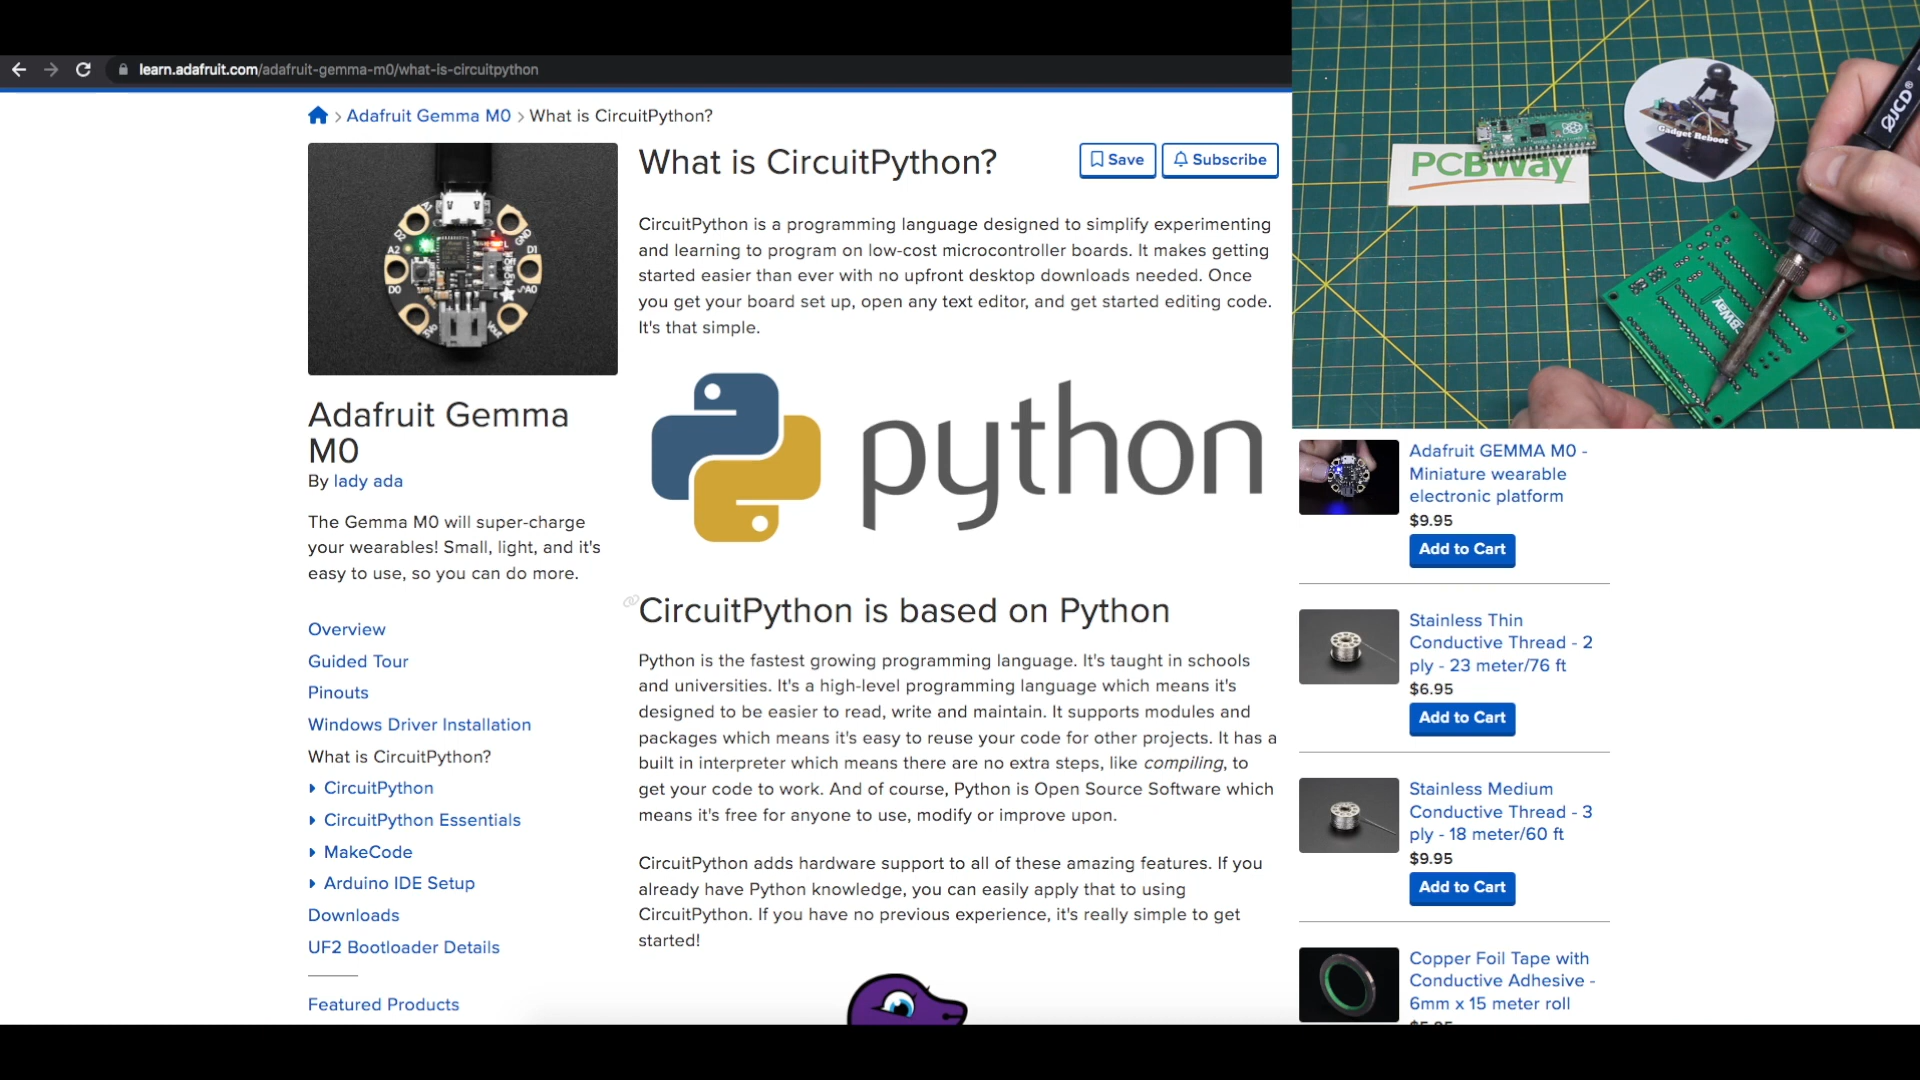 learn.adafruit.com/adafruit-gemma-m0/what-is-circuitpython
Adafruit Gemma M0 > What is CircuitPython?
What is CircuitPython?
Save
Subscribe
CircuitPython is a programming language designed to simplify experimenting
and learning to program on low-cost microcontroller boards. It makes getting
started easier than ever with no upfront desktop downloads needed. Once
you get your board set up, open any text editor, and get started editing code.
It's that simple.
python
CircuitPython is based on Python
Python is the fastest growing programming language. It's taught in schools
and universities. It's a high-level programming language which means it's
designed to be easier to read, write and maintain. It supports modules and
packages which means it's easy to reuse your code for other projects. It has a
built in interpreter which means there are no extra steps, like compiling, to
get your code to work. And of course, Python is Open Source Software which
means it's free for anyone to use, modify or improve upon.
CircuitPython adds hardware support to all of these amazing features. If you
already have Python knowledge, you can easily apply that to using
CircuitPython. If you have no previous experience, it's really simple to get
started!
A1
D2
A2
D0
3Vo
GND
D1
A0
Vout
Adafruit Gemma
M0
By lady ada
The Gemma M0 will super-charge
your wearables! Small, light, and it's
easy to use, so you can do more.
Overview
Guided Tour
Pinouts
Windows Driver Installation
What is CircuitPython?
CircuitPython
CircuitPython Essentials
MakeCode
Arduino IDE Setup
Downloads
UF2 Bootloader Details
Featured Products
PCBWay
Gadget Reboot
JCD
PCBWay
Adafruit GEMMA M0 -
Miniature wearable
electronic platform
$9.95
Add to Cart
Stainless Thin
Conductive Thread - 2
ply - 23 meter/76 ft
$6.95
Add to Cart
Stainless Medium
Conductive Thread - 3
ply - 18 meter/60 ft
$9.95
Add to Cart
Copper Foil Tape with
Conductive Adhesive -
6mm x 15 meter roll